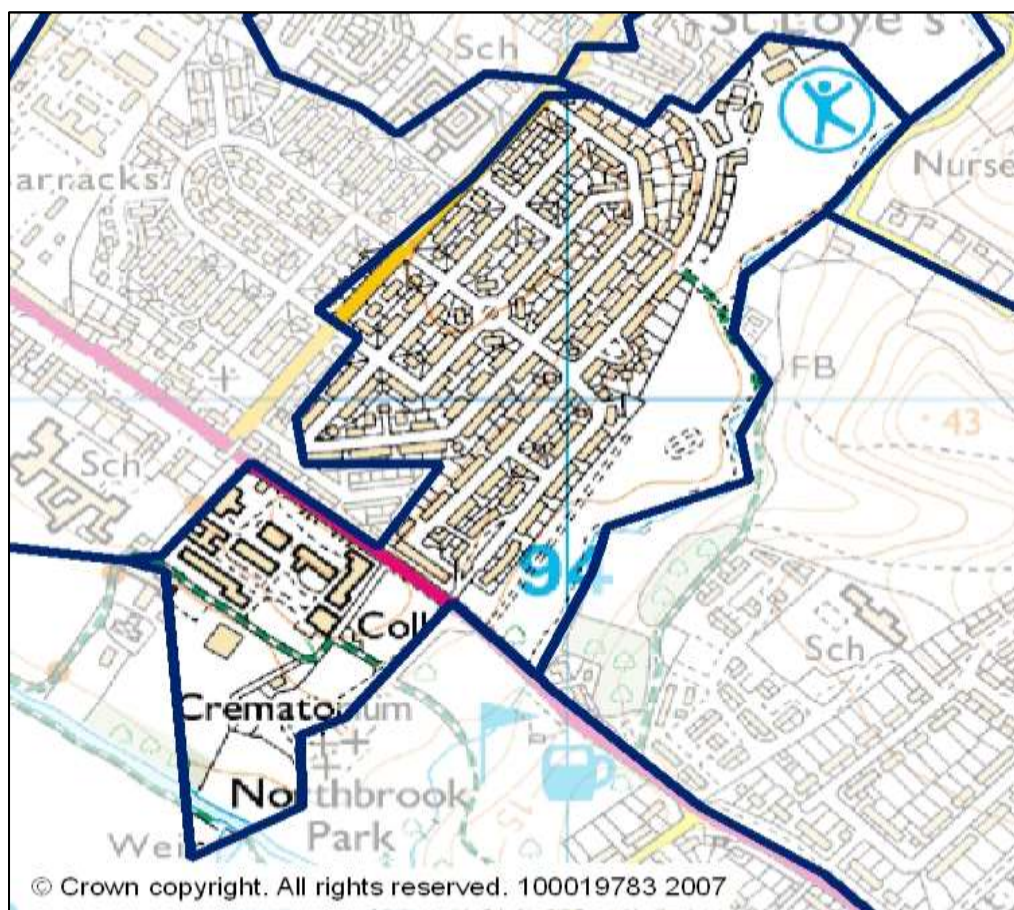 St Loye's
Sch
Nurse
arracks
FB
43
Sch
94
Coll
Sch
Crematorium
Northbrook
Park
15
Wei
© Crown copyright. All rights reserved. 100019783 2007